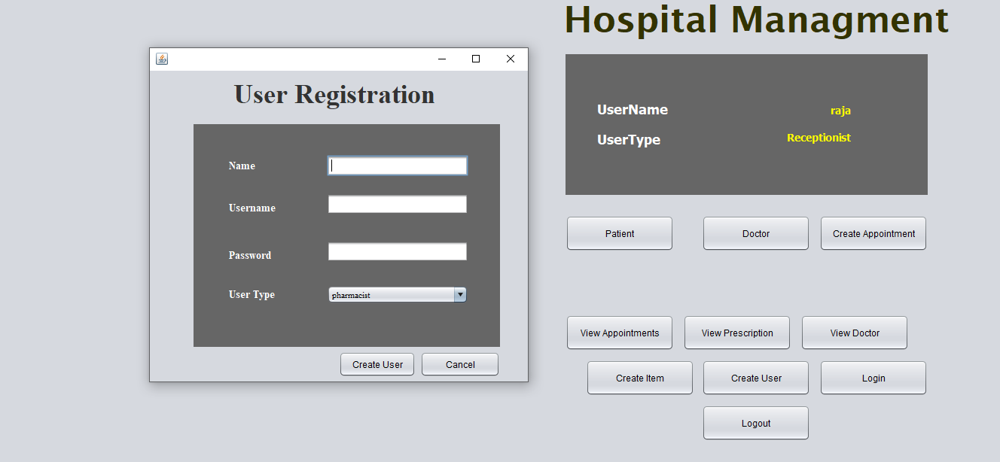 Hospital Managment
User Registration
Name
Username
Password
User Type pharmacist
Create User Cancel
UserName raja
UserType Receptionist
Patient Doctor Create Appointment
View Appointments View Prescription View Doctor
Create Item Create User Login
Logout